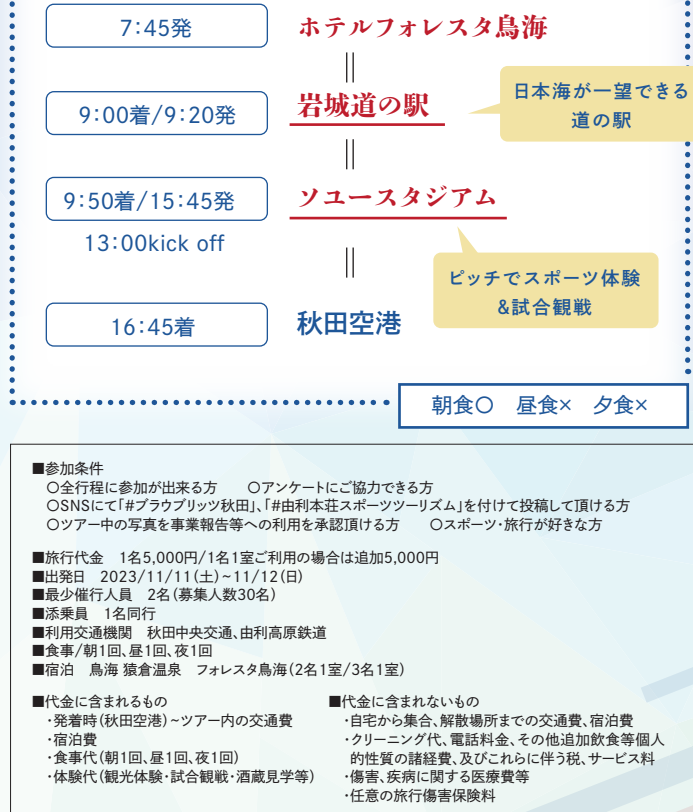 7:45発 ホテルフォレスタ鳥海
9:00着/9:20発 岩城道の駅
日本海が一望できる
道の駅
9:50着/15:45発 ソユースタジアム
13:00kick off
ピッチでスポーツ体験
&試合観戦
16:45着 秋田空港
朝食○ 昼食× 夕食×
■参加条件
○全行程に参加が出来る方 ○アンケートにご協力できる方
○SNSにて「#ブラウブリッツ秋田」、「#由利本荘スポーツツーリズム」を付けて投稿して頂ける方
○ツアー中の写真を事業報告等への利用を承認頂ける方 ○スポーツ・旅行が好きな方
■旅行代金 1名5,000円/1名1室ご利用の場合は追加5,000円
■出発日 2023/11/11(土)~11/12(日)
■最少催行人員 2名(募集人数30名)
■添乗員 1名同行
■利用交通機関 秋田中央交通、由利高原鉄道
■食事/朝1回、昼1回、夜1回
■宿泊 鳥海 猿倉温泉 フォレスタ鳥海(2名1室/3名1室)
■代金に含まれるもの
・発着時(秋田空港)~ツアー内の交通費
・宿泊費
・食事代(朝1回、昼1回、夜1回)
・体験代(観光体験・試合観戦・酒蔵見学等)
■代金に含まれないもの
・自宅から集合、解散場所までの交通費、宿泊費
・クリーニング代、電話料金、その他追加飲食等個人
的性質の諸経費、及びこれらに伴う税、サービス料
・傷害、疾病に関する医療費等
・任意の旅行傷害保険料